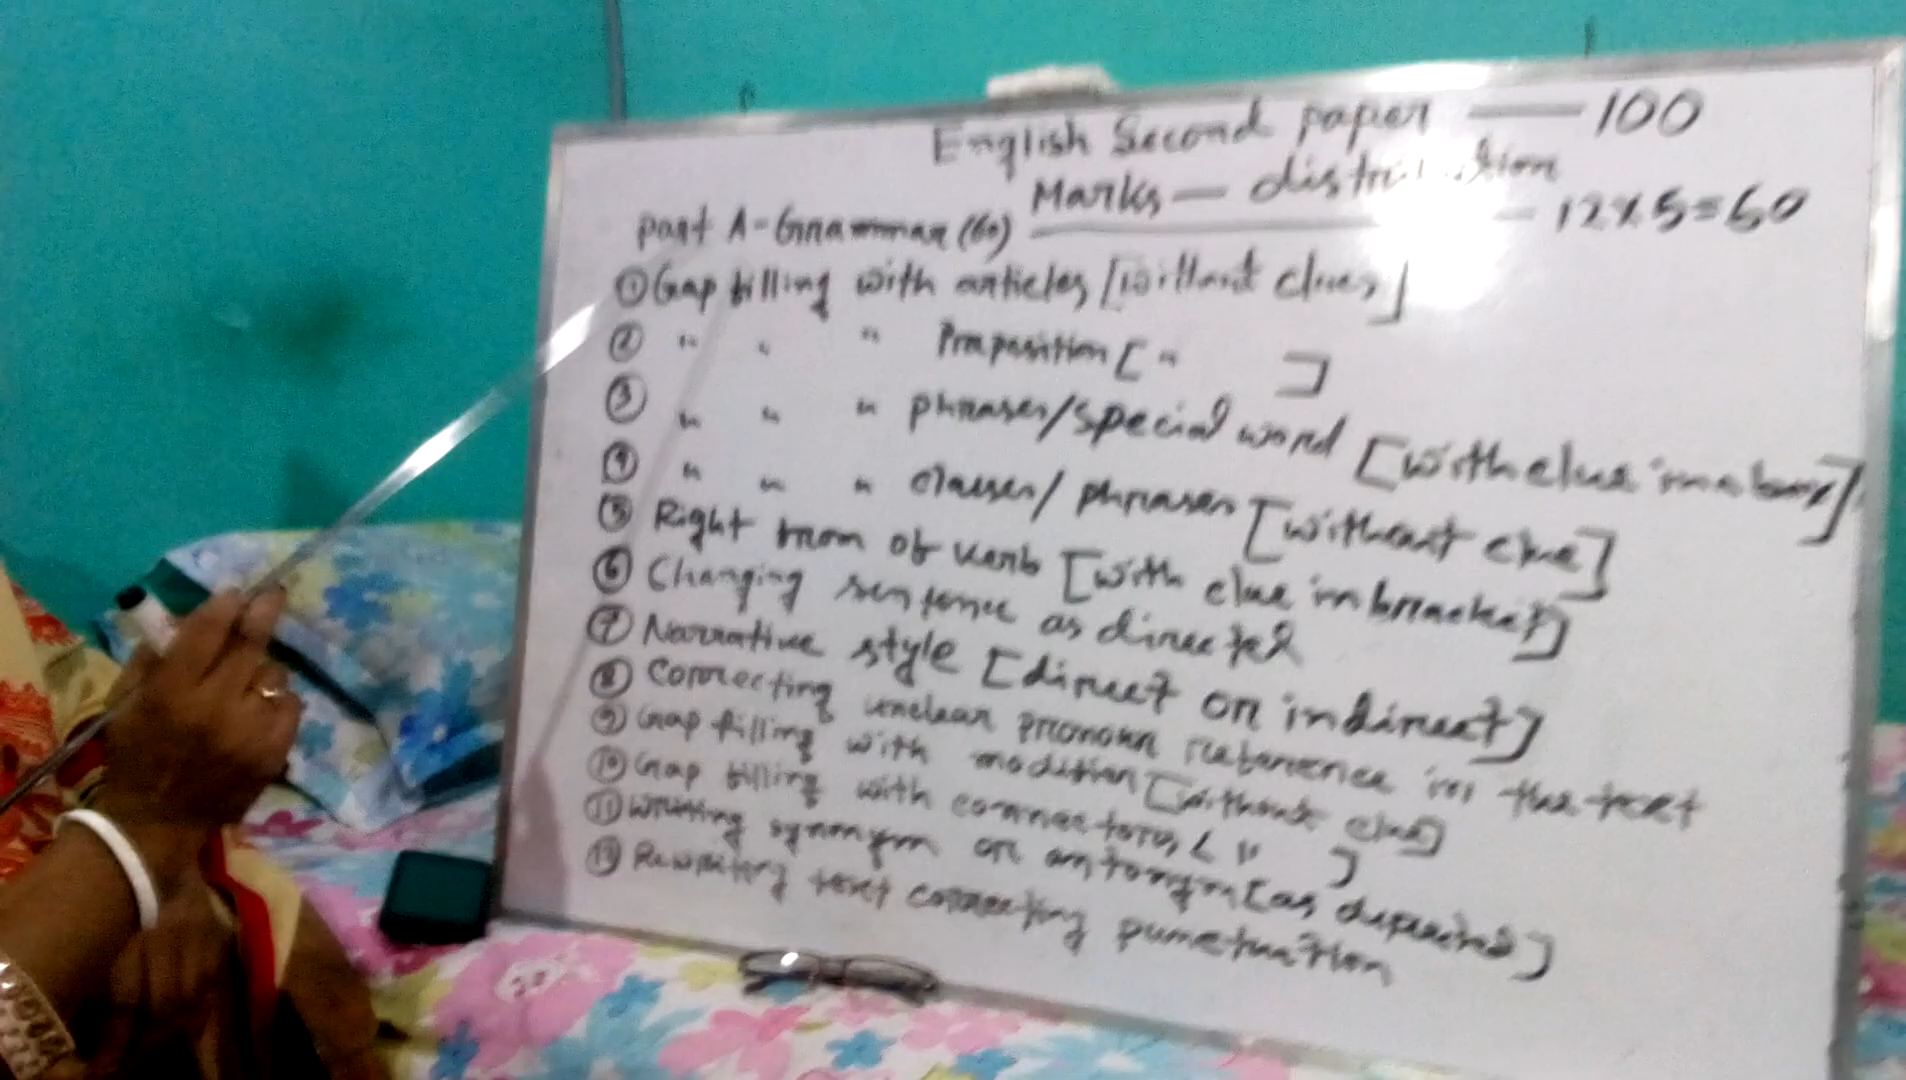 English Second paper — 100
Marks — distribution
part A - Grammar (60) — 12x5=60
① Gap filling with articles [without clues]
② " " " Preposition [ " ]
③ " " " phrases/special word [with clue in a box]
④ " " " clauses/ phrases [without clue]
⑤ Right from of verb [with clue in bracket]
⑥ Changing sentence as directed
⑦ Narrative style [direct or indirect]
⑧ Correcting unclear pronoun reference in the text
⑨ Gap filling with modifier [without clue]
⑩ Gap filling with connectors [ " ]
⑪ Writing synonym or antonym [as directed]
⑫ Rewriting text correcting punctuation